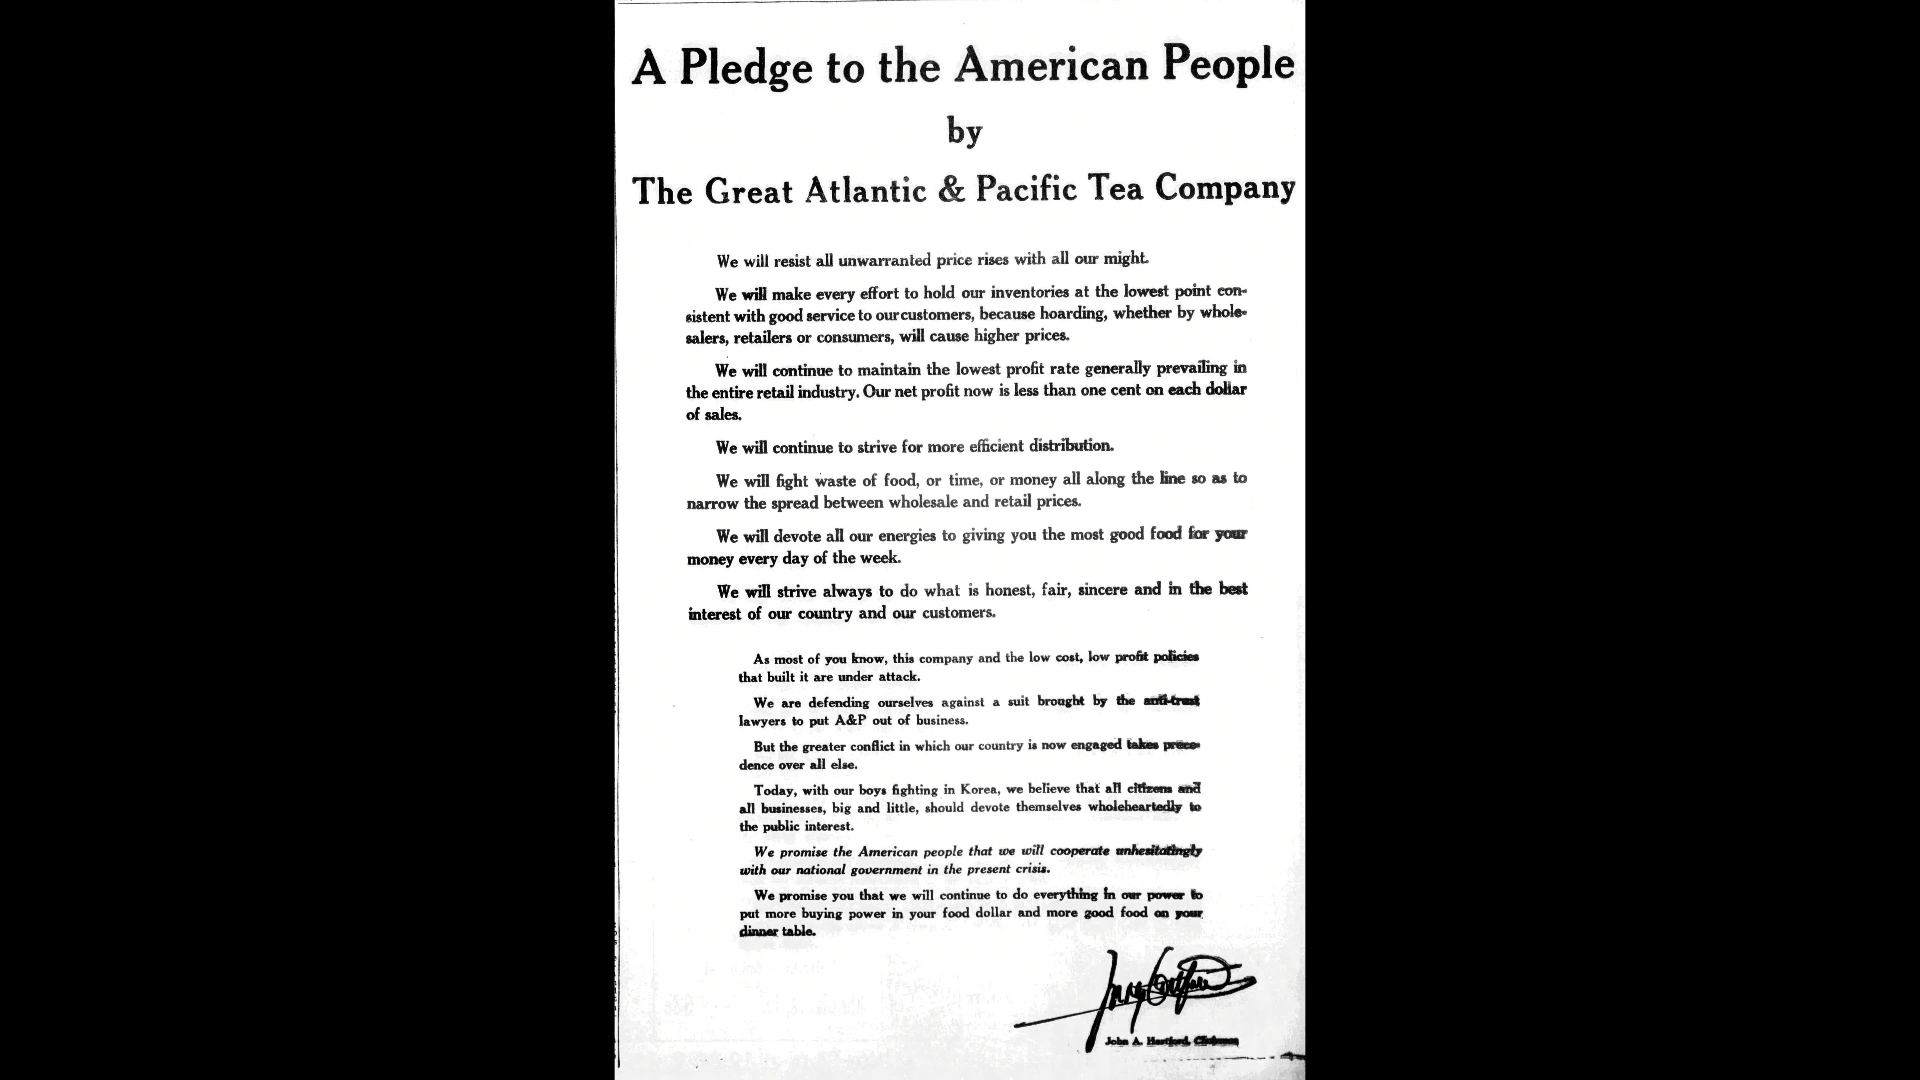 A Pledge to the American People
by
The Great Atlantic & Pacific Tea Company
We will resist all unwarranted price rises with all our might.
We will make every effort to hold our inventories at the lowest point con-
sistent with good service to our customers, because hoarding, whether by whole-
salers, retailers or consumers, will cause higher prices.
We will continue to maintain the lowest profit rate generally prevailing in
the entire retail industry. Our net profit now is less than one cent on each dollar
of sales.
We will continue to strive for more efficient distribution.
We will fight waste of food, or time, or money all along the line so as to
narrow the spread between wholesale and retail prices.
We will devote all our energies to giving you the most good food for your
money every day of the week.
We will strive always to do what is honest, fair, sincere and in the best
interest of our country and our customers.
As most of you know, this company and the low cost, low profit policies
that built it are under attack.
We are defending ourselves against a suit brought by the anti-trust
lawyers to put A&P out of business.
But the greater conflict in which our country is now engaged takes prece-
dence over all else.
Today, with our boys fighting in Korea, we believe that all citizens and
all businesses, big and little, should devote themselves wholeheartedly to
the public interest.
We promise the American people that we will cooperate unhesitatingly
with our national government in the present crisis.
We promise you that we will continue to do everything in our power to
put more buying power in your food dollar and more good food on your
dinner table.
John A. Hartford, Chairman